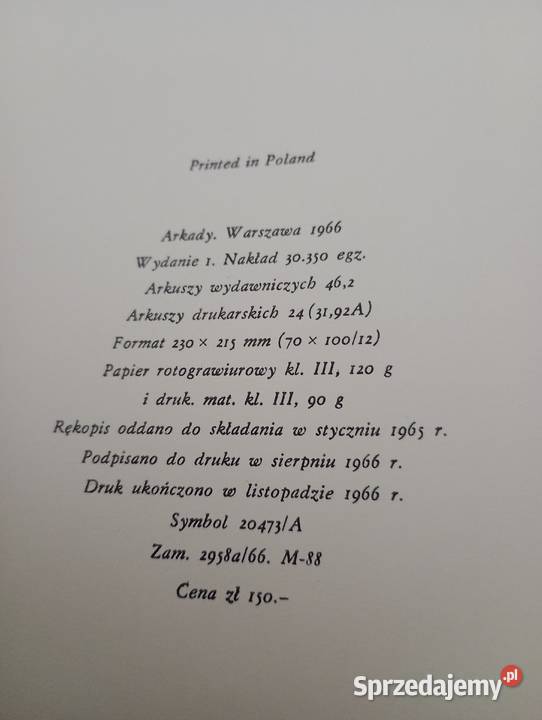 Printed in Poland
Arkady. Warszawa 1966
Wydanie 1. Nakład 30.350 egz.
Arkuszy wydawniczych 46,2
Arkuszy drukarskich 24 (31,92A)
Format 230 × 215 mm (70 × 100/12)
Papier rotograwiurowy kl. III, 120 g
i druk. mat. kl. III, 90 g
Rękopis oddano do składania w styczniu 1965 r.
Podpisano do druku w sierpniu 1966 r.
Druk ukończono w listopadzie 1966 r.
Symbol 20473/A
Zam. 2958a/66. M-88
Cena zł 150.-
Sprzedajemy.pl